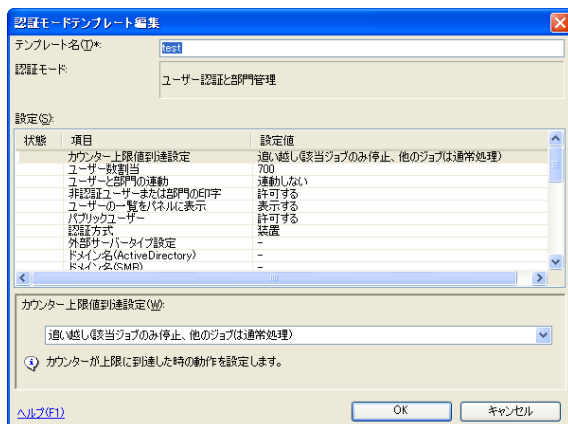 認証モードテンプレート編集
テンプレート名(T)*: test
認証モード: ユーザー認証と部門管理
設定(S):
状態 項目 設定値
カウンター上限値到達設定 追い越し(該当ジョブのみ停止、他のジョブは通常処理)
ユーザー数割当 700
ユーザーと部門の連動 連動しない
非認証ユーザーまたは部門の印字 許可する
ユーザーの一覧をパネルに表示 表示する
パブリックユーザー 許可する
認証方式 装置
外部サーバータイプ設定 -
ドメイン名(ActiveDirectory) -
ドメイン名(SMB) -
カウンター上限値到達設定(W):
追い越し(該当ジョブのみ停止、他のジョブは通常処理)
カウンターが上限に到達した時の動作を設定します。
ヘルプ(F1) OK キャンセル